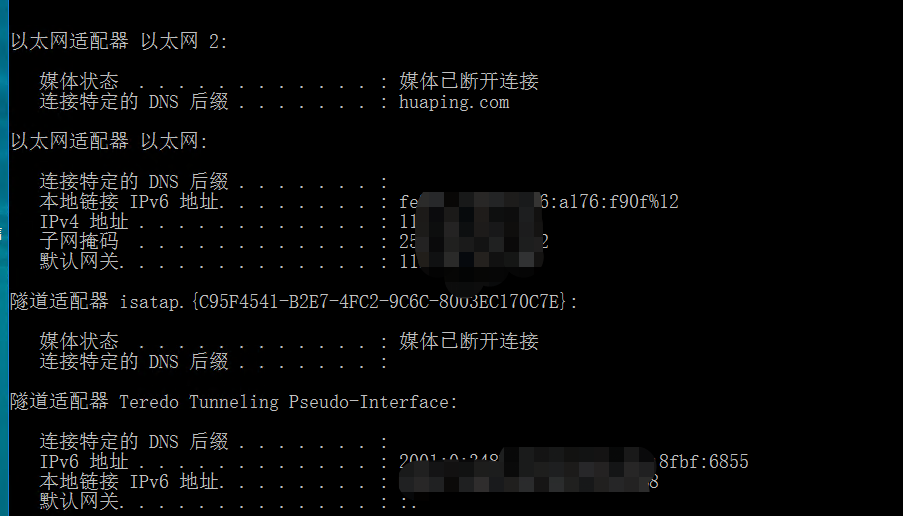 以太网适配器 以太网 2:
媒体状态 . . . . . . . . . . . . : 媒体已断开连接
连接特定的 DNS 后缀 . . . . . . . : huaping.com
以太网适配器 以太网:
连接特定的 DNS 后缀 . . . . . . . :
本地链接 IPv6 地址. . . . . . . . : fe 6:a176:f90f%12
IPv4 地址 . . . . . . . . . . . . : 11
子网掩码 . . . . . . . . . . . . : 25 2
默认网关. . . . . . . . . . . . . : 11
隧道适配器 isatap.{C95F4541-B2E7-4FC2-9C6C-8003EC170C7E}:
媒体状态 . . . . . . . . . . . . : 媒体已断开连接
连接特定的 DNS 后缀 . . . . . . . :
隧道适配器 Teredo Tunneling Pseudo-Interface:
连接特定的 DNS 后缀 . . . . . . . :
IPv6 地址 . . . . . . . . . . . . : 2001:0:348 8fbf:6855
本地链接 IPv6 地址. . . . . . . . : 8
默认网关. . . . . . . . . . . . . : ::